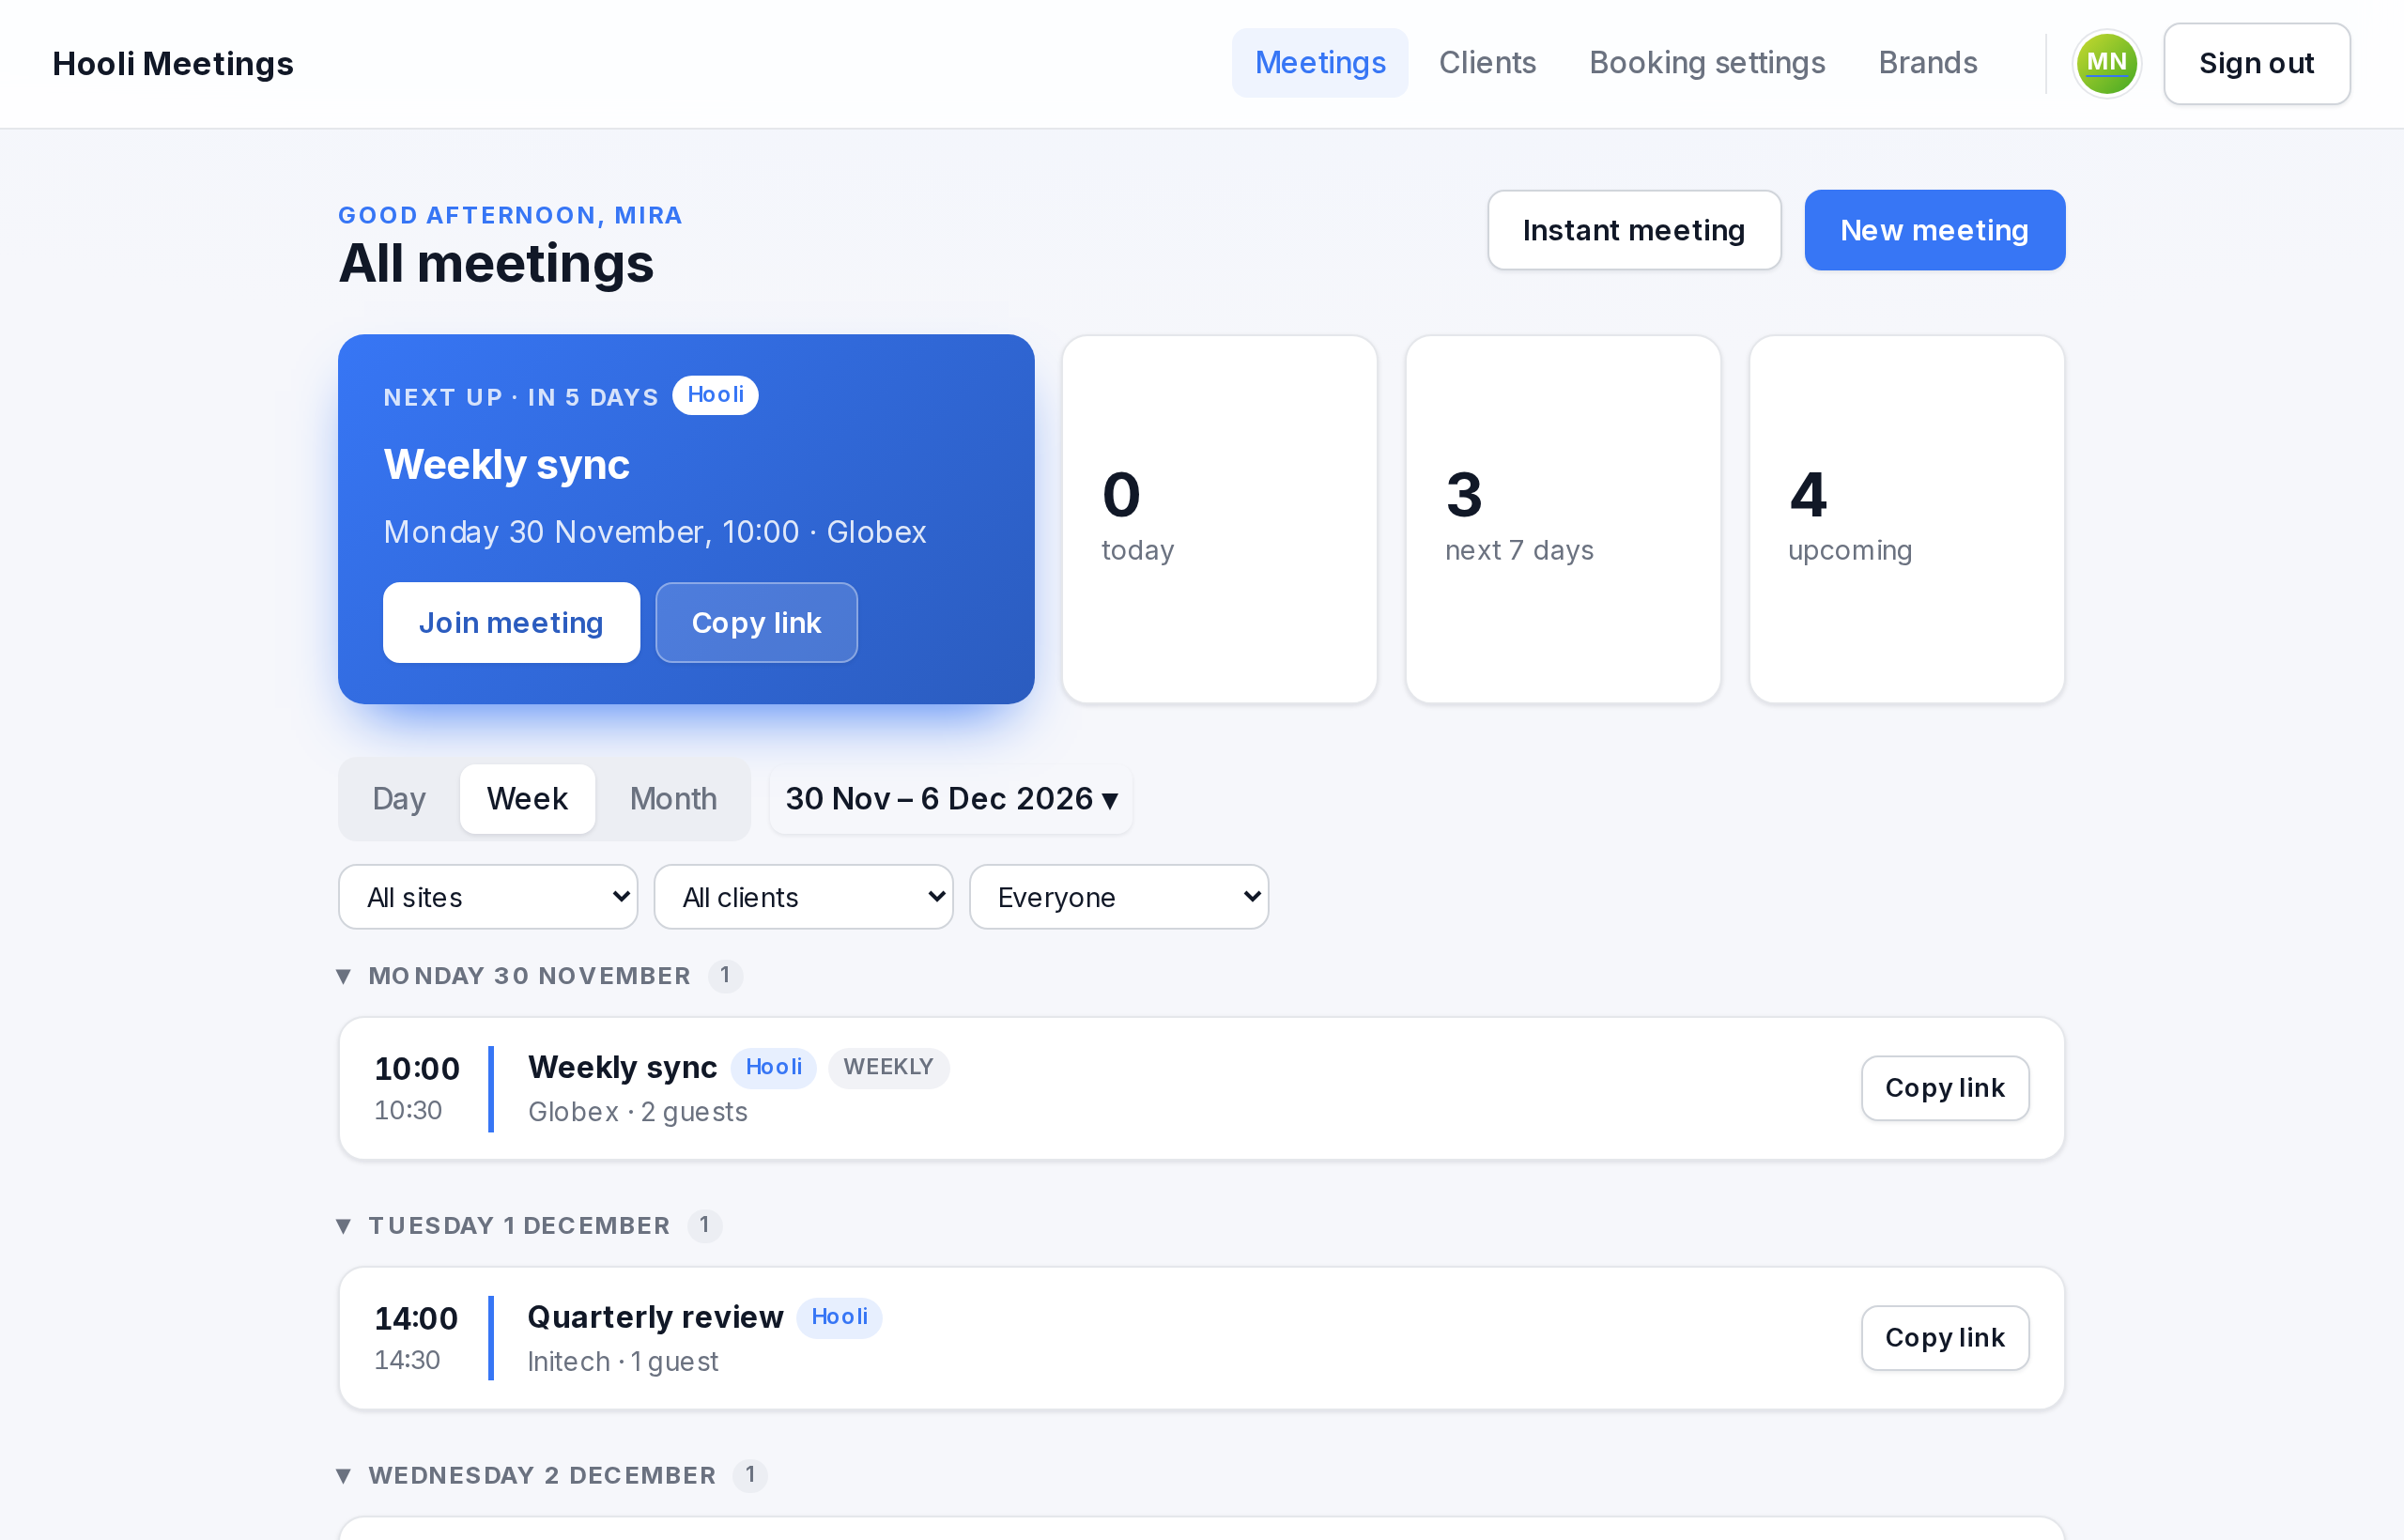 Hooli Meetings
Meetings
Clients
Booking settings
Brands
MN
Sign out
GOOD AFTERNOON, MIRA
All meetings
Instant meeting
New meeting
NEXT UP · IN 5 DAYS Hooli
Weekly sync
Monday 30 November, 10:00 · Globex
Join meeting
Copy link
0
today
3
next 7 days
4
upcoming
Day
Week
Month
30 Nov – 6 Dec 2026 ▾
All sites
All clients
Everyone
▾ MONDAY 30 NOVEMBER 1
10:00
10:30
Weekly sync Hooli WEEKLY
Globex · 2 guests
Copy link
▾ TUESDAY 1 DECEMBER 1
14:00
14:30
Quarterly review Hooli
Initech · 1 guest
Copy link
▾ WEDNESDAY 2 DECEMBER 1